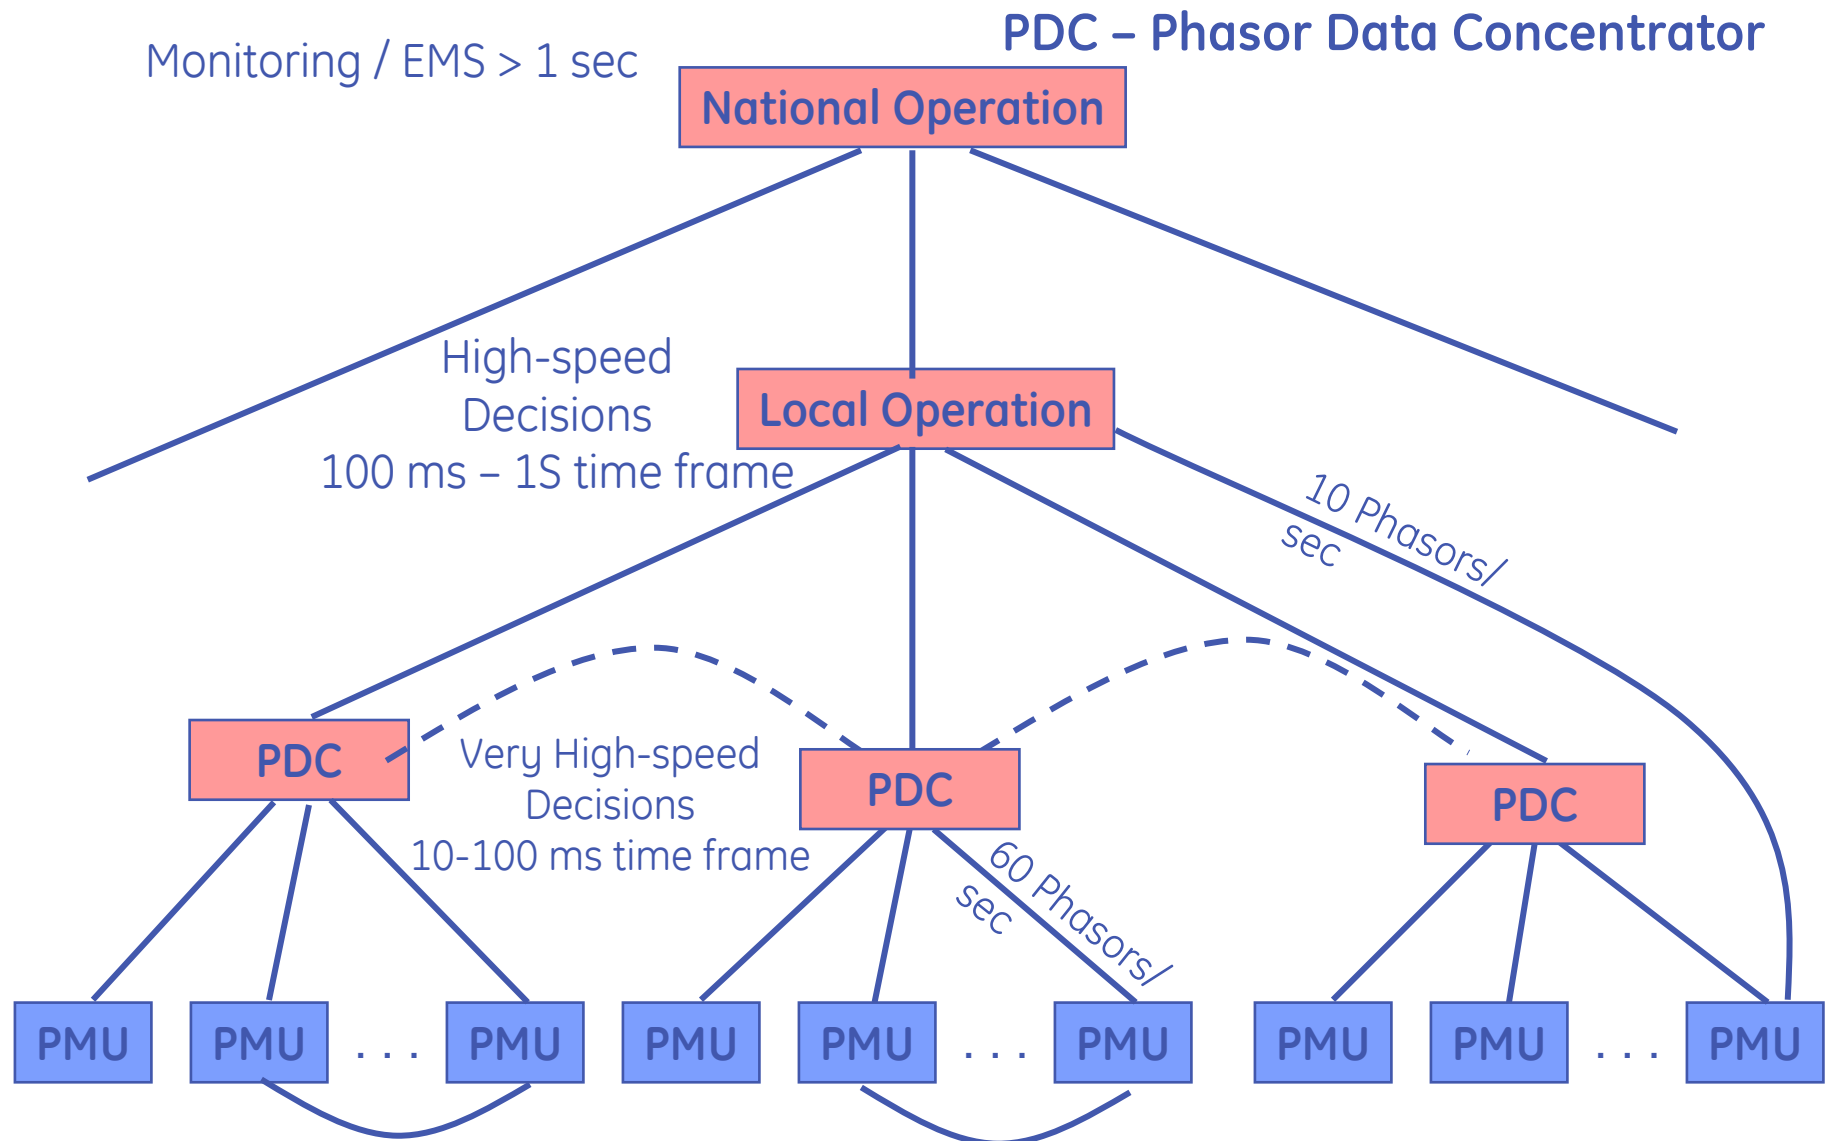 PDC – Phasor Data Concentrator
Monitoring / EMS > 1 sec
National Operation
High-speed
Decisions
100 ms – 1S time frame
Local Operation
10 Phasors/
sec
PDC
Very High-speed
Decisions
10-100 ms time frame
PDC
PDC
60 Phasors/
sec
PMU PMU . . . PMU PMU PMU . . . PMU PMU PMU . . . PMU